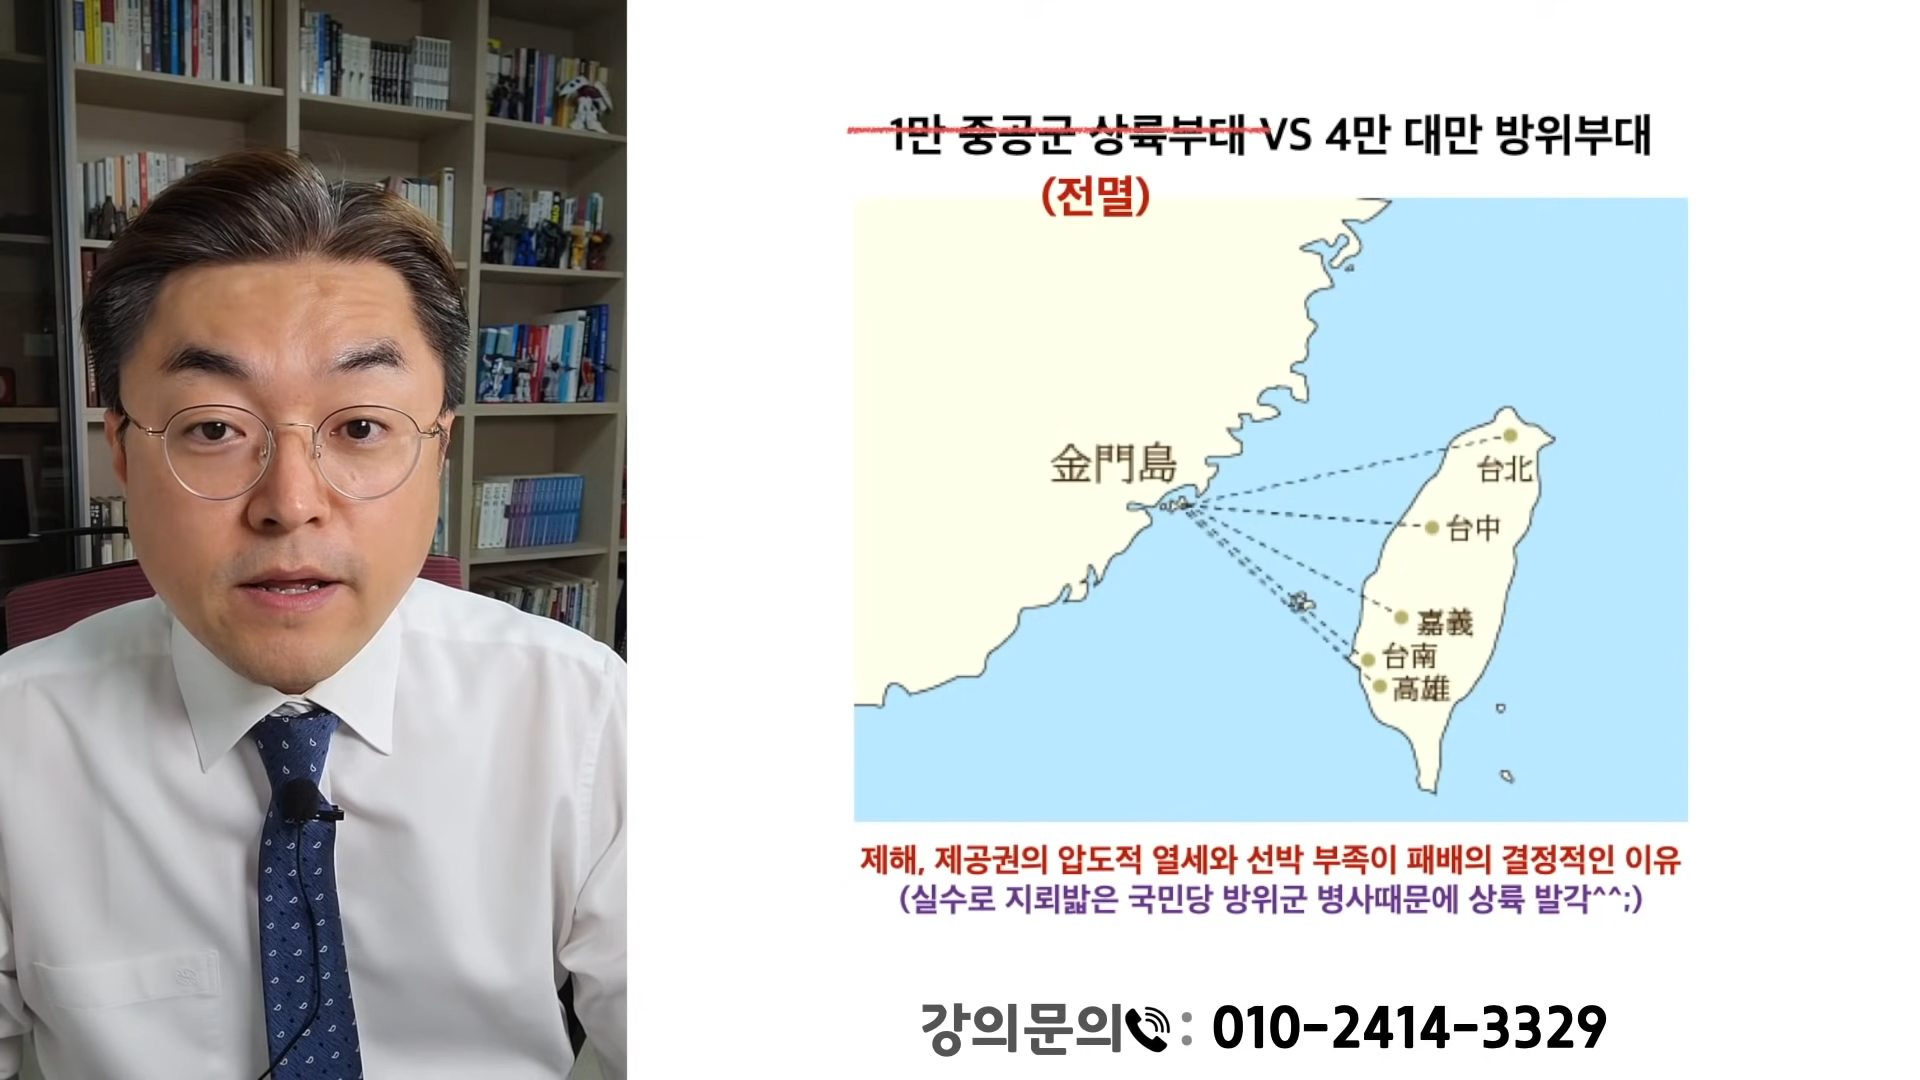 1만 중공군 상륙부대 VS 4만 대만 방위부대
(전멸)
金門島
台北
台中
嘉義
台南
高雄
제해, 제공권의 압도적 열세와 선박 부족이 패배의 결정적인 이유
(실수로 지뢰밟은 국민당 방위군 병사때문에 상륙 발각^^;)
강의문의 : 010-2414-3329